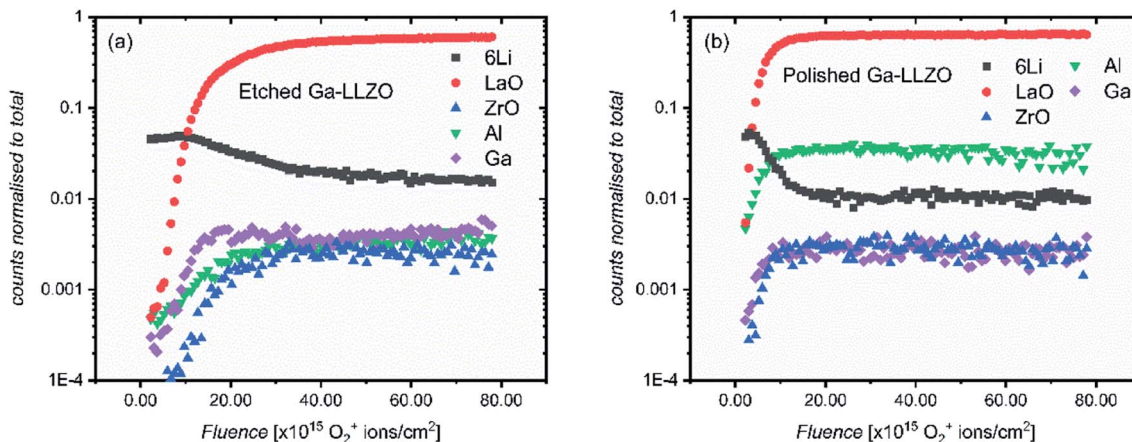 (a)
6Li
LaO
ZrO
Al
Ga
Etched Ga-LLZO
1
0.1
0.01
0.001
1E-4
counts normalised to total
0.00 20.00 40.00 60.00 80.00
Fluence [x10¹⁵ O₂⁺ ions/cm²]
(b)
6Li Al
LaO Ga
ZrO
Polished Ga-LLZO
1
0.1
0.01
0.001
1E-4
counts normalised to total
0.00 20.00 40.00 60.00 80.00
Fluence [x10¹⁵ O₂⁺ ions/cm²]